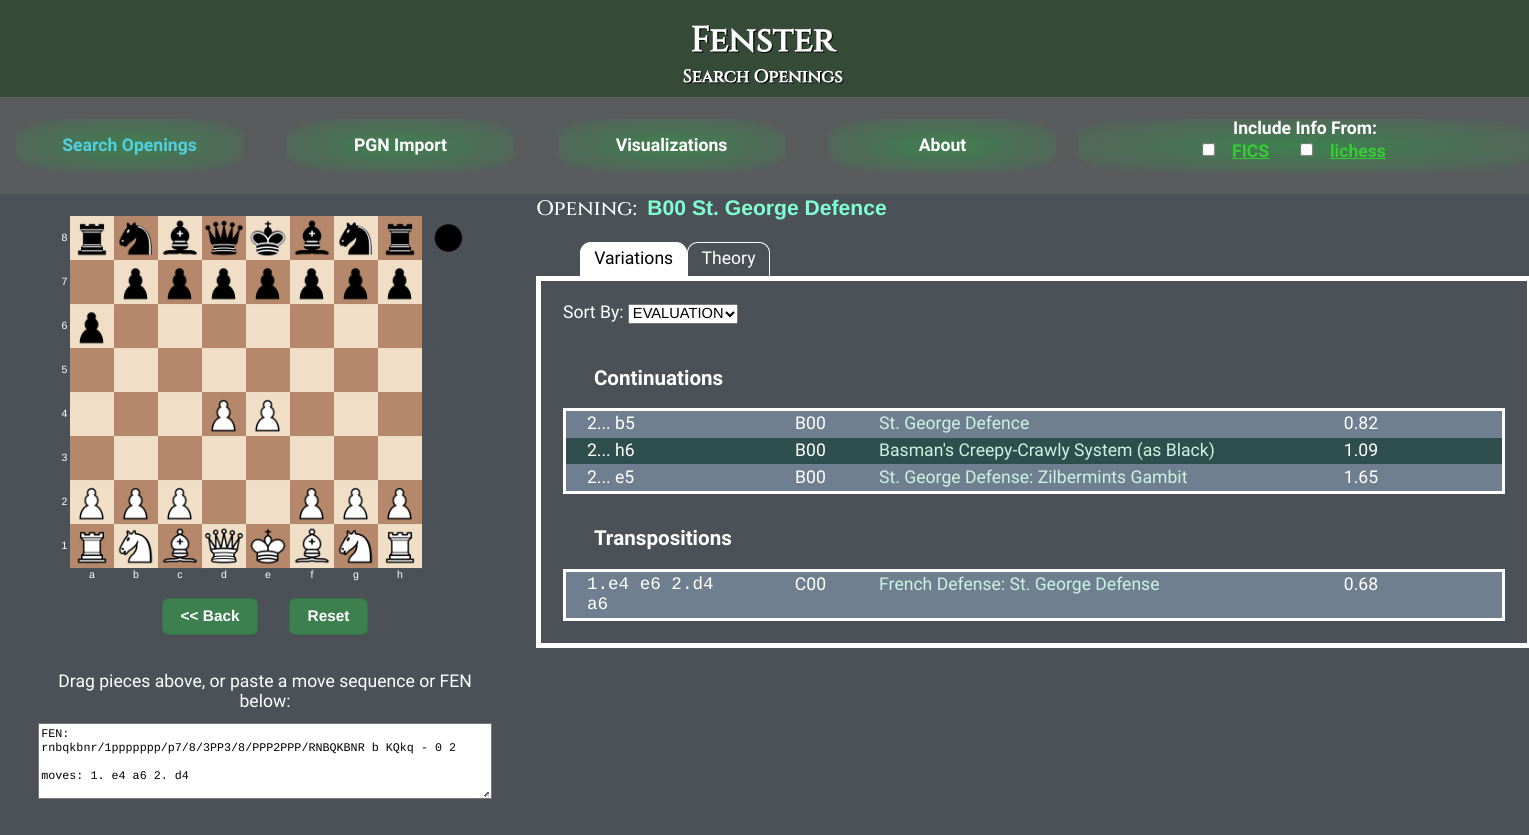 Fenster
Search Openings
Search Openings
PGN Import
Visualizations
About
Include Info From:
FICS lichess
Opening: B00 St. George Defence
Variations Theory
Sort By: EVALUATION
Continuations
2... b5 B00 St. George Defence 0.82
2... h6 B00 Basman's Creepy-Crawly System (as Black) 1.09
2... e5 B00 St. George Defense: Zilbermints Gambit 1.65
Transpositions
1.e4 e6 2.d4 C00 French Defense: St. George Defense 0.68
a6
8
7
6
5
4
3
2
1
a b c d e f g h
<< Back Reset
Drag pieces above, or paste a move sequence or FEN
below:
FEN:
rnbqkbnr/1ppppppp/p7/8/3PP3/8/PPP2PPP/RNBQKBNR b KQkq - 0 2
moves: 1. e4 a6 2. d4